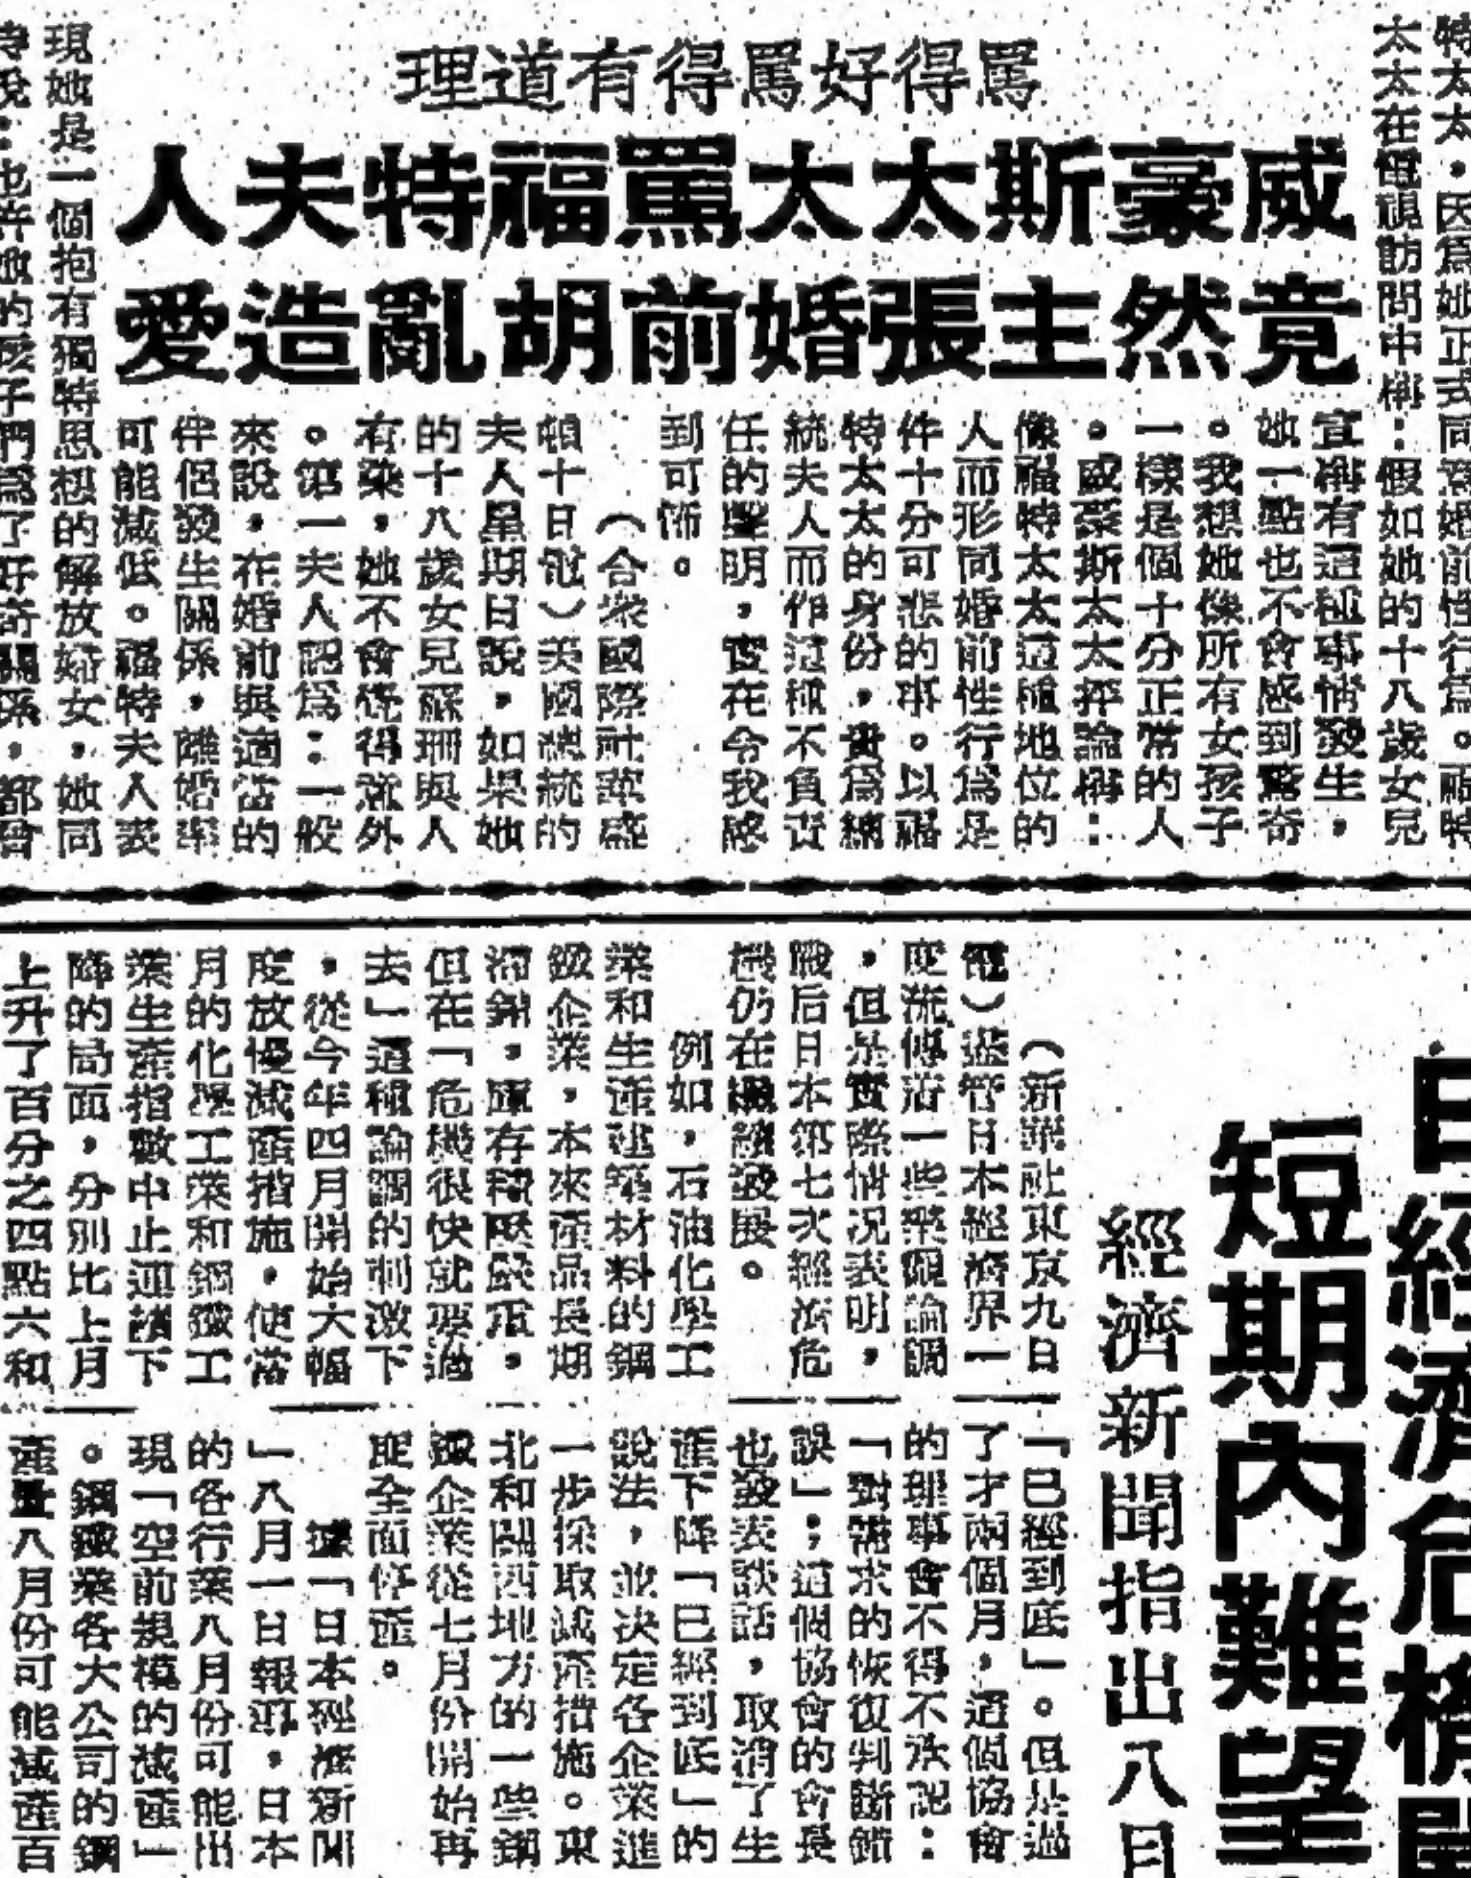 罵得好罵得有道理
威豪斯太太罵福特夫人
竟然主張婚前胡亂造愛
特太太，因為她正式同意婚前性行為。福特
太太在電視訪問中稱：假如她的十八歲女兒
宣稱有這種事情發生，
她一點也不會感到驚奇
。我想她像所有女孩子
一樣是個十分正常的人
。威豪斯太太抨論稱：
像福特太太這種地位的
人而形同婚前性行為是
件十分可悲的事。以福
特太太的身份，貴為總
統夫人而作這種不負責
任的聲明，實在令我感
到可怖。
（合衆國際社華盛
頓十日電）美國總統的
夫人星期日說，如果她
的十八歲女兒蘇珊與人
有染，她不會覺得意外
。第一夫人認為：一般
來說，在婚前與適當的
伴侶發生關係，離婚率
可能減低。福特夫人表
現她是一個抱有獨特思想的解放婦女，她同
時說：也許她的孩子們為了好奇關係，都曾
日經濟危機
短期內難望
經濟新聞指出八日
（新華社東京九日
電）儘管日本經濟界一
度流傳着一些樂觀論調
，但是實際情況表明，
戰后日本第七次經濟危
機仍在繼續發展。
例如，石油化學工
業和生產建築材料的鋼
鐵企業，本來產品長期
滯銷，庫存積壓嚴重，
但在「危機很快就要過
去」這種論調的刺激下
，從今年四月開始大幅
度放慢減產措施，使當
月的化學工業和鋼鐵工
業生產指數中止連續下
降的局面，分別比上月
上升了百分之四點六和
「已經到底」。但是過
了才兩個月，這個協會
的理事會不得不承認：
「對需求的恢復判斷錯
誤」；這個協會的會長
也發表談話，取消了生
產下降「已經到底」的
說法，並決定各企業進
一步採取減產措施。東
北和關西地方的一些鋼
鐵企業從七月份開始再
度全面停產。
據「日本經濟新聞
」八月一日報道，日本
的各行業八月份可能出
現「空前規模的減產」
。鋼鐵業各大公司的鋼
產量八月份可能減產百